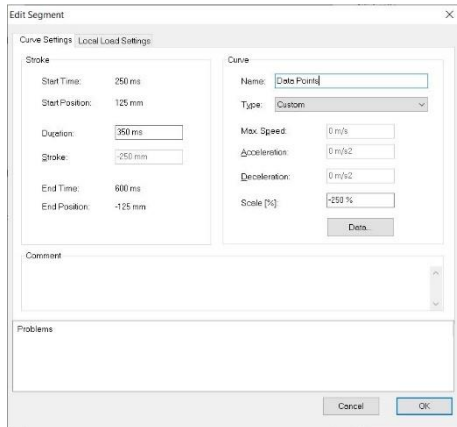 Edit Segment
Curve Settings Local Load Settings
Stroke
Start Time: 250 ms
Start Position: 125 mm
Duration: 350 ms
Stroke: -250 mm
End Time: 600 ms
End Position: -125 mm
Curve
Name: Data Points
Type: Custom
Max. Speed: 0 m/s
Acceleration: 0 m/s2
Deceleration: 0 m/s2
Scale [%]: -250 %
Data...
Comment
Problems
Cancel OK